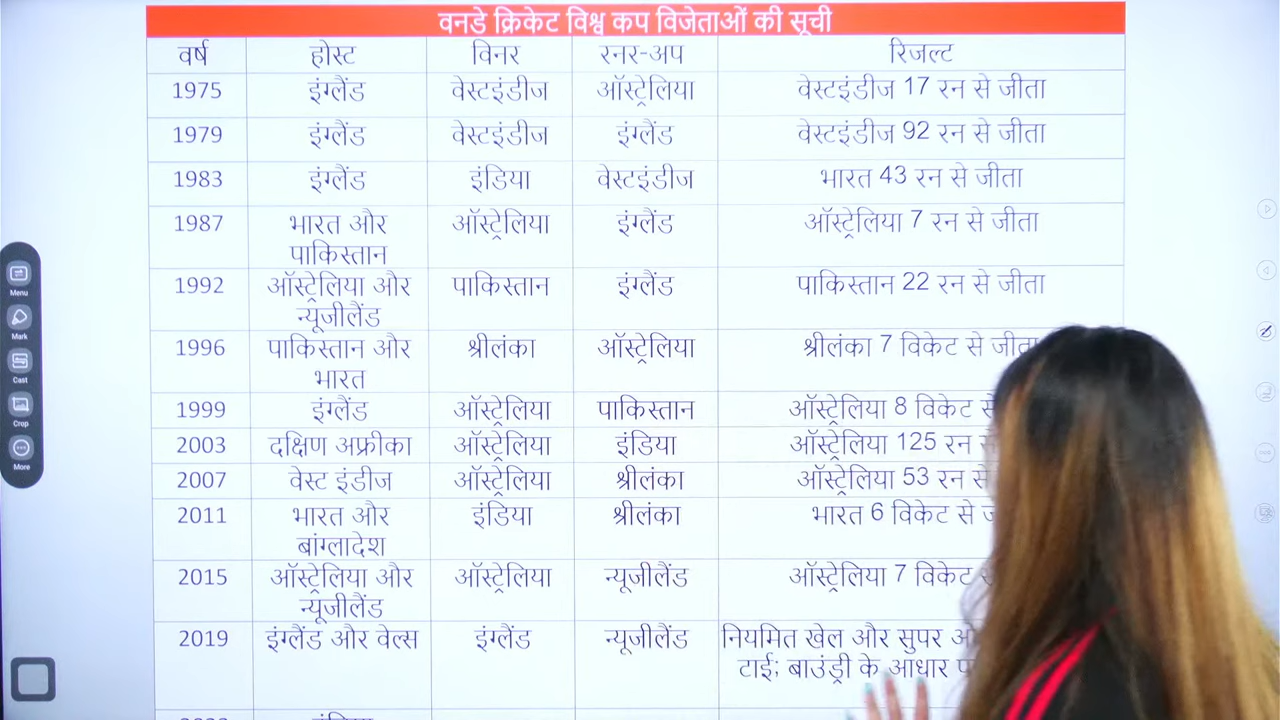 वनडे क्रिकेट विश्व कप विजेताओं की सूची
वर्ष होस्ट विनर रनर-अप रिजल्ट
1975 इंग्लैंड वेस्टइंडीज ऑस्ट्रेलिया वेस्टइंडीज 17 रन से जीता
1979 इंग्लैंड वेस्टइंडीज इंग्लैंड वेस्टइंडीज 92 रन से जीता
1983 इंग्लैंड इंडिया वेस्टइंडीज भारत 43 रन से जीता
1987 भारत और ऑस्ट्रेलिया इंग्लैंड ऑस्ट्रेलिया 7 रन से जीता
पाकिस्तान
1992 ऑस्ट्रेलिया और पाकिस्तान इंग्लैंड पाकिस्तान 22 रन से जीता
न्यूजीलैंड
1996 पाकिस्तान और श्रीलंका ऑस्ट्रेलिया श्रीलंका 7 विकेट से जीता
भारत
1999 इंग्लैंड ऑस्ट्रेलिया पाकिस्तान ऑस्ट्रेलिया 8 विकेट
2003 दक्षिण अफ्रीका ऑस्ट्रेलिया इंडिया ऑस्ट्रेलिया 125 रन
2007 वेस्ट इंडीज ऑस्ट्रेलिया श्रीलंका ऑस्ट्रेलिया 53 रन
2011 भारत और इंडिया श्रीलंका भारत 6 विकेट से
बांग्लादेश
2015 ऑस्ट्रेलिया और ऑस्ट्रेलिया न्यूजीलैंड ऑस्ट्रेलिया 7 विकेट
न्यूजीलैंड
2019 इंग्लैंड और वेल्स इंग्लैंड न्यूजीलैंड नियमित खेल और सुपर
टाई; बाउंड्री के आधार
Menu
Mark
Cast
Crop
More